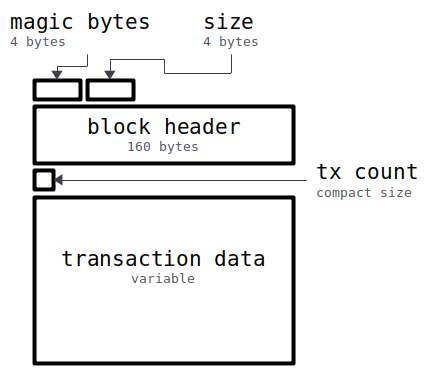 magic bytes
4 bytes
size
4 bytes
block header
160 bytes
tx count
compact size
transaction data
variable